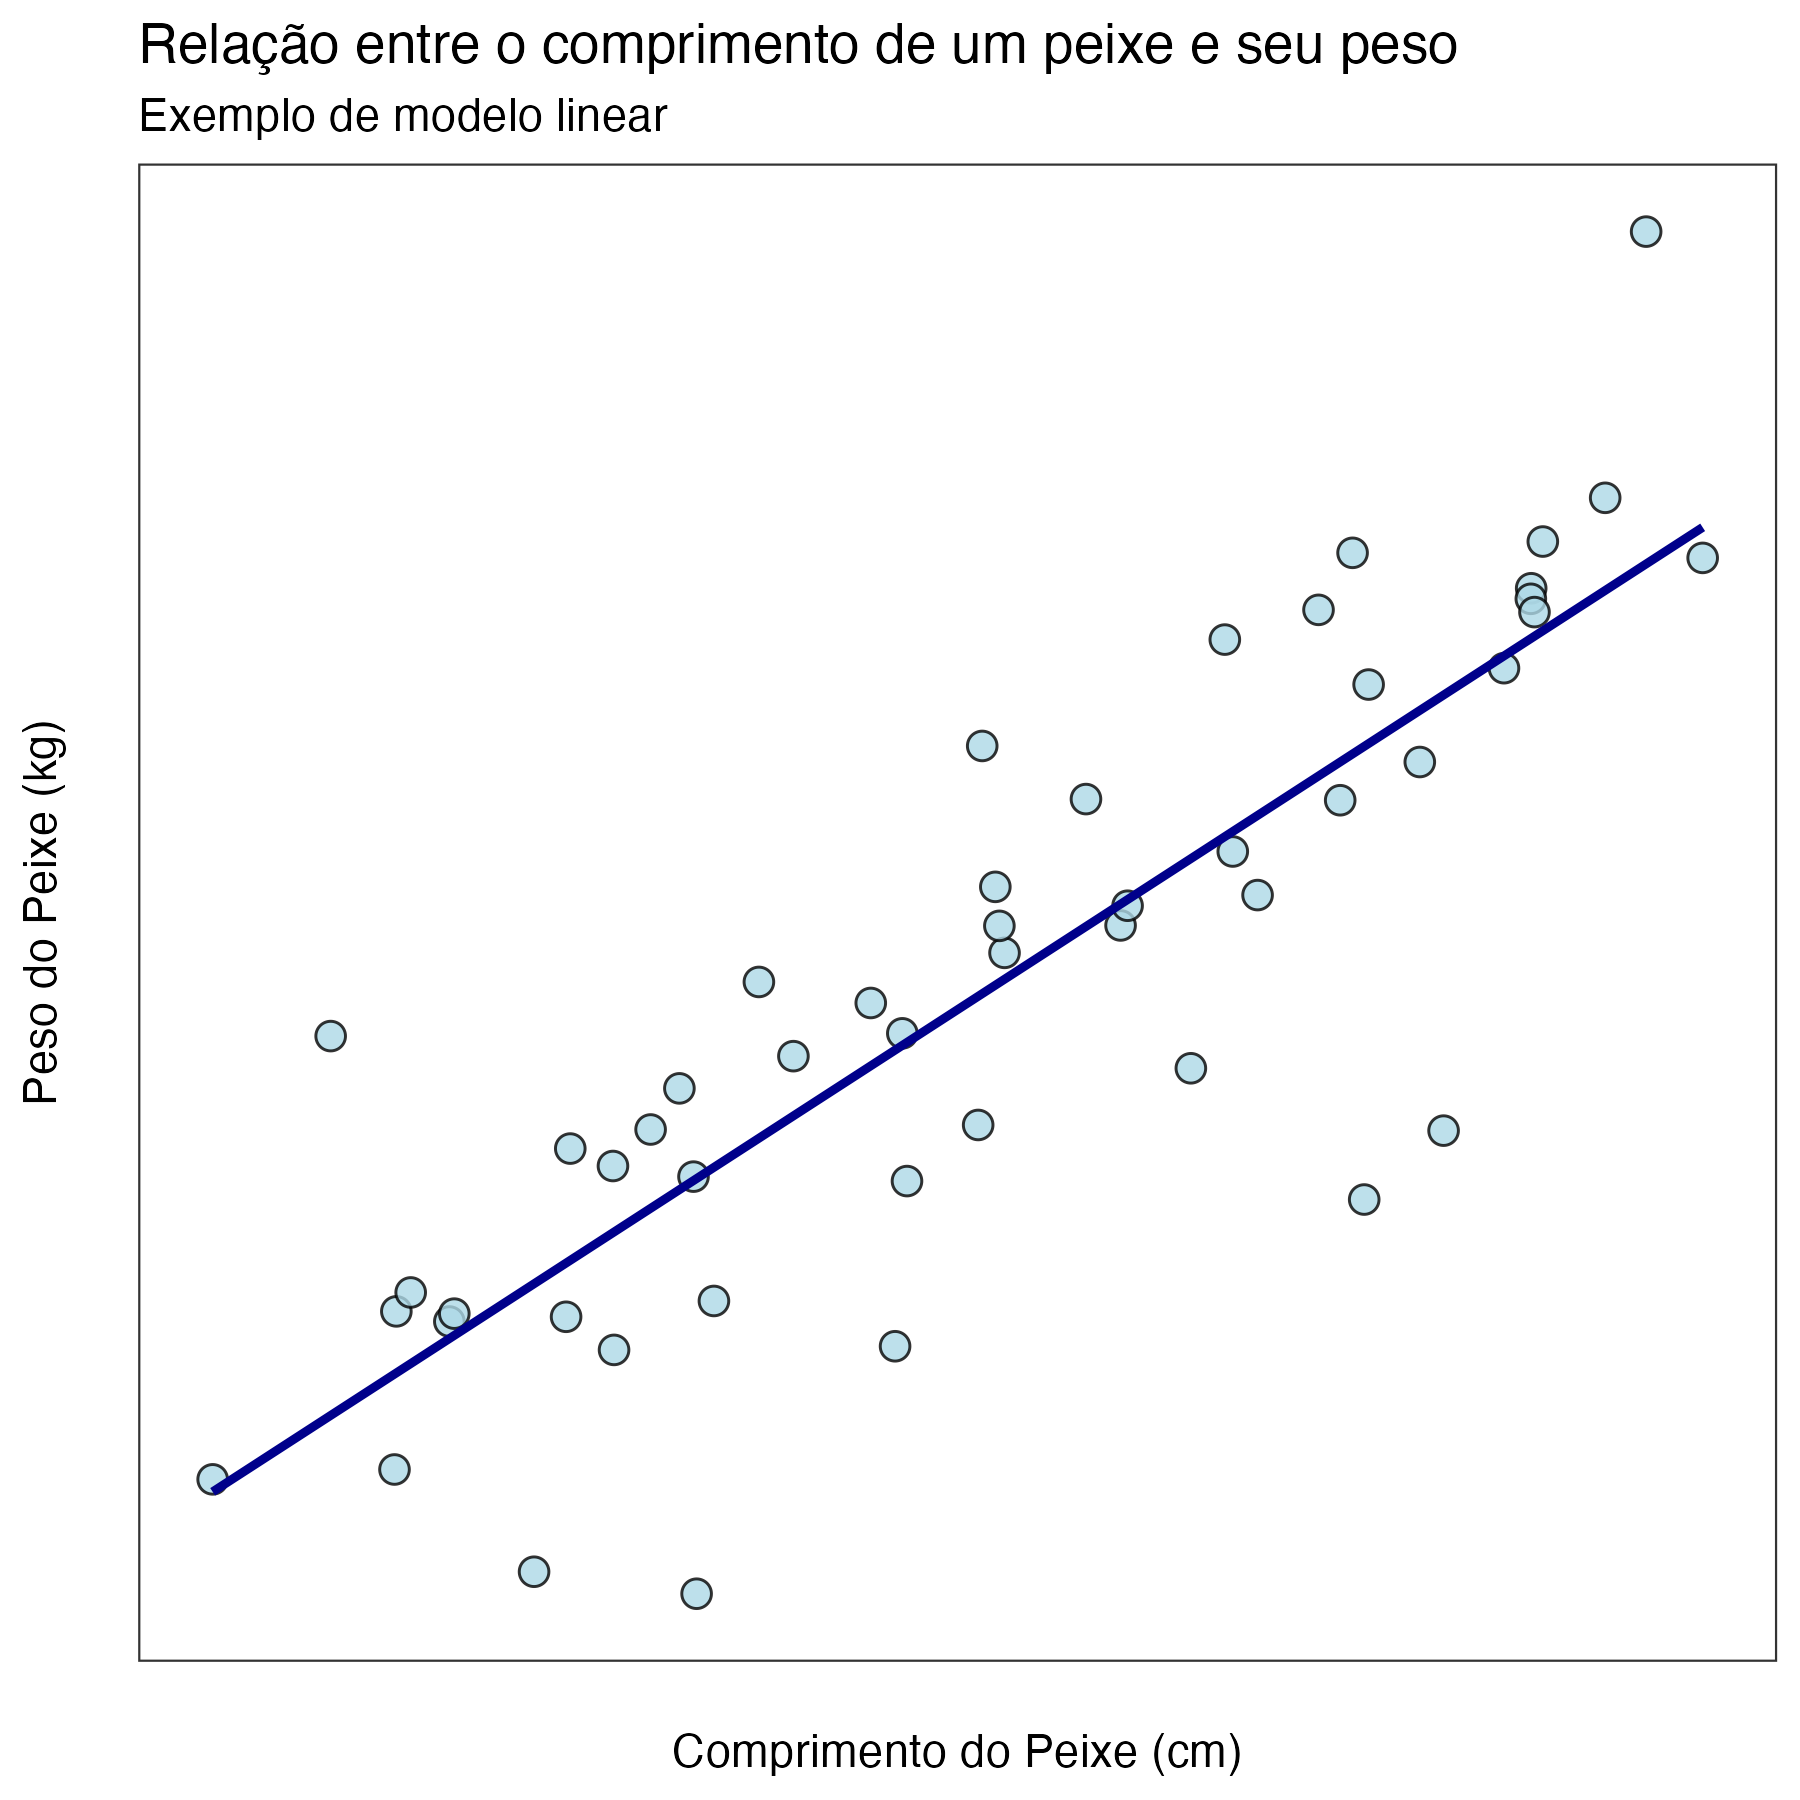 Relação entre o comprimento de um peixe e seu peso
Exemplo de modelo linear
Peso do Peixe (kg)
Comprimento do Peixe (cm)